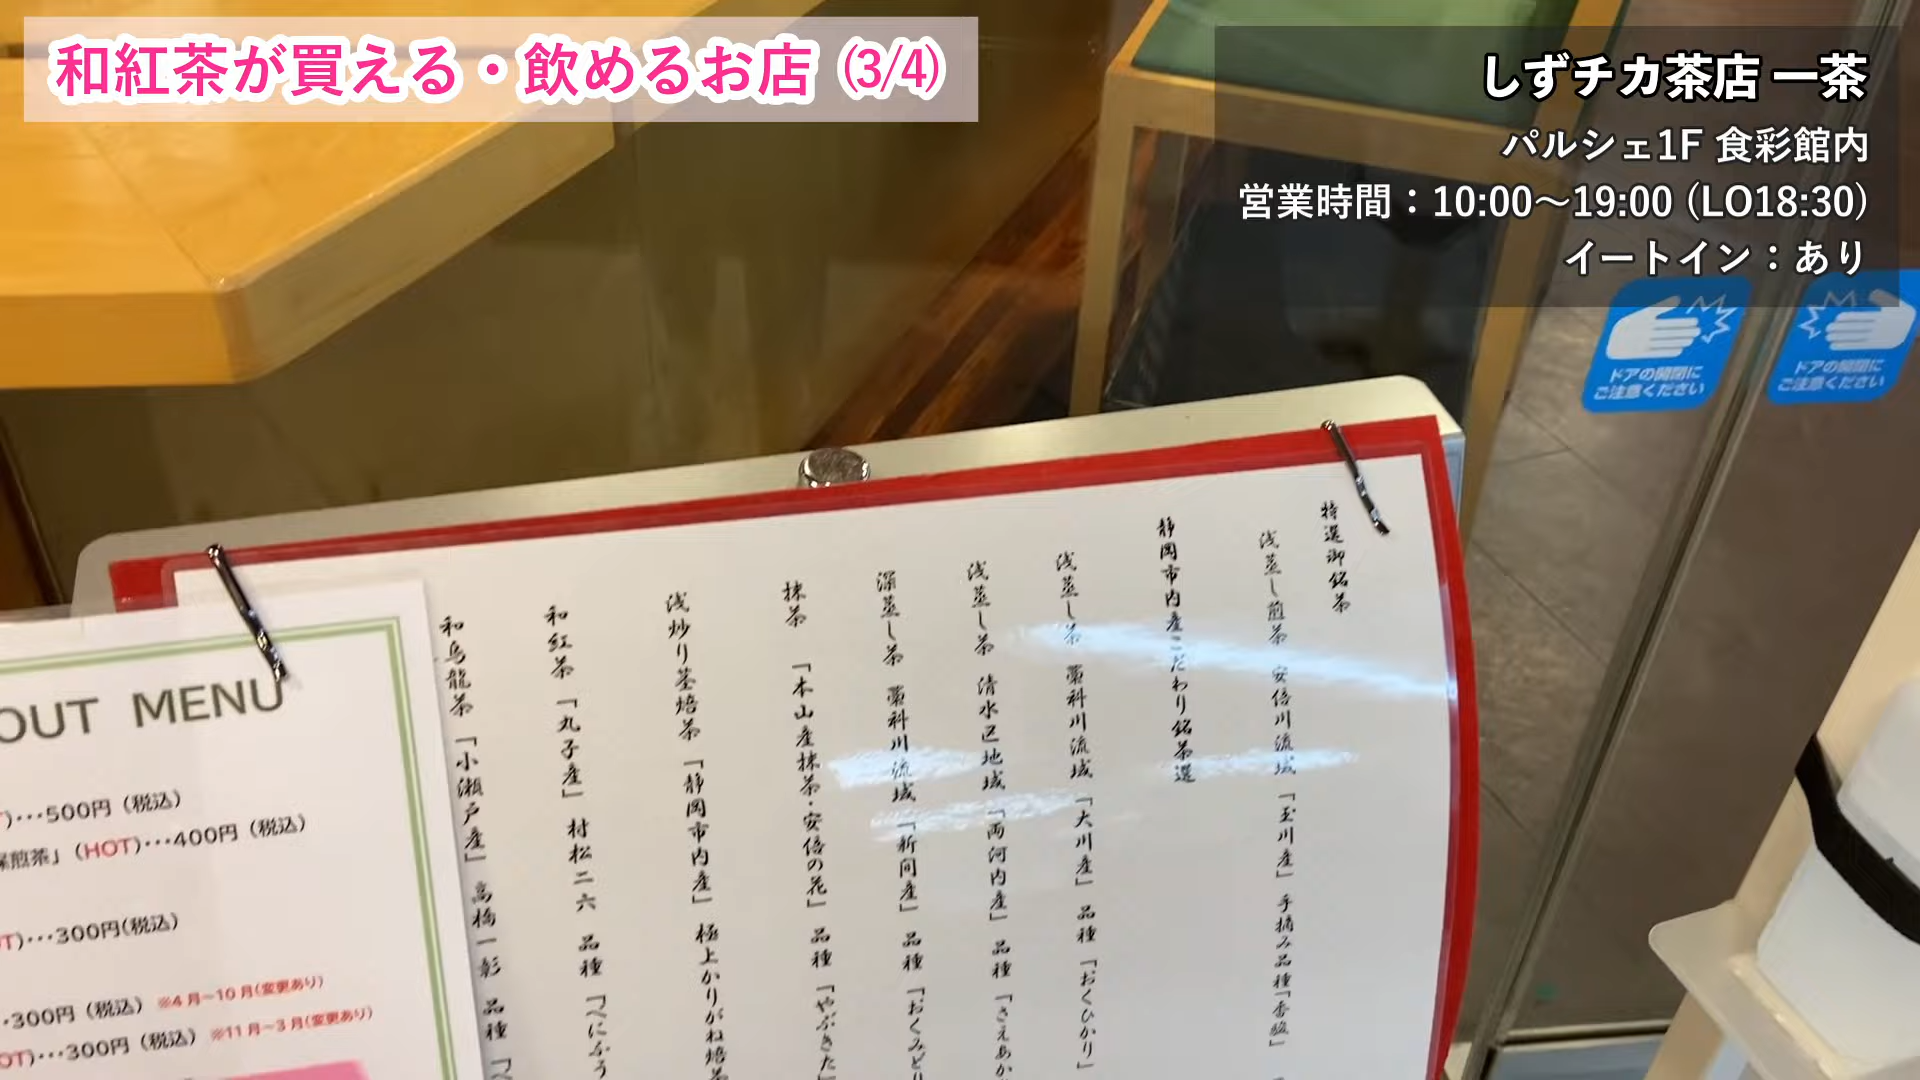 和紅茶が買える・飲めるお店 (3/4)
しずチカ茶店 一茶
パルシェ1F 食彩館内
営業時間：10:00～19:00 (LO18:30)
イートイン：あり
ドアの開閉に
ご注意ください
ドアの開閉に
ご注意ください
特選御銘茶
浅蒸し煎茶 安倍川流域 「玉川産」 手摘み品種「香駿」
静岡市内産こだわり銘茶選
浅蒸し茶 藁科川流域 「大川産」 品種 「おくひかり」
浅蒸し茶 清水区地域 「両河内産」 品種 「さえあか
深蒸し茶 藁科川流域 「新間産」 品種 「おくみどり
抹茶 「本山産抹茶・安倍の花」 品種 「やぶきた」
浅炒り茎焙茶 「静岡市内産」 極上かりがね焙茶
和紅茶 「丸子産」 村松二六 品種 「べにふう
和烏龍茶 「小瀬戸産」 高橋一彰 品種 「べ
OUT MENU
)…500円（税込）
深煎茶」(HOT)…400円（税込）
T)…300円(税込)
300円（税込） ※4月～10月(変更あり)
OT)…300円（税込） ※11月～3月(変更あり)